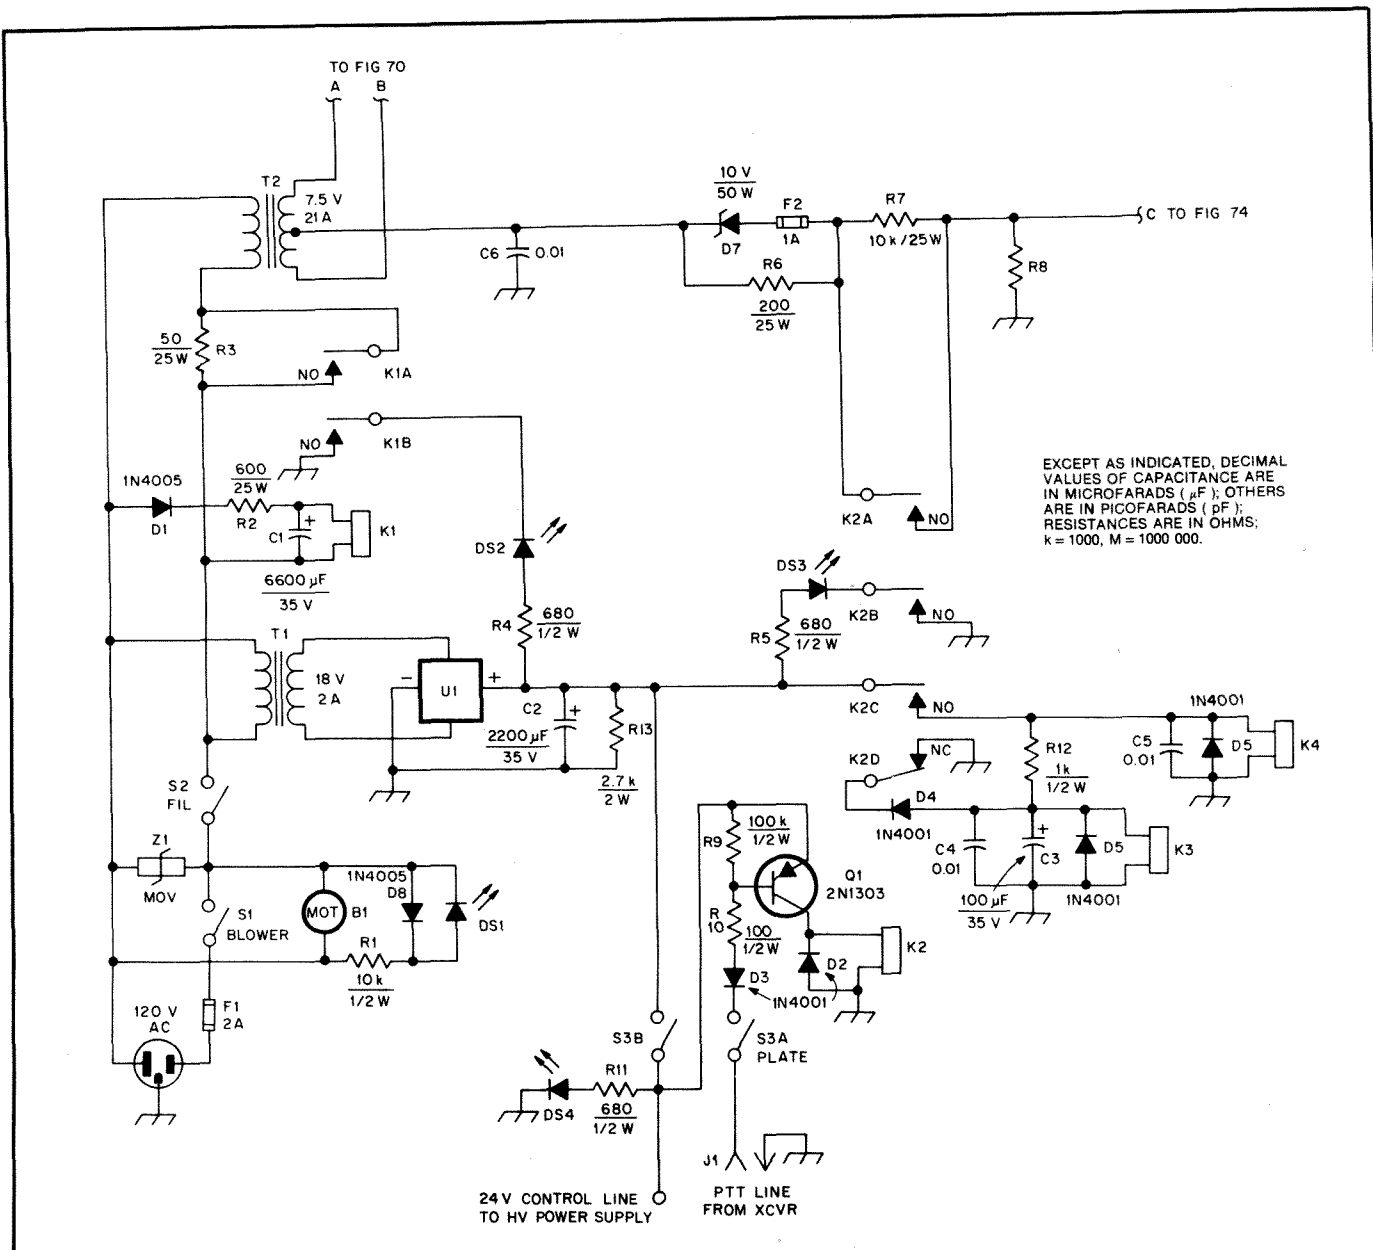 TO FIG 70
A B
T2
7.5 V
21 A
C6 0.01
10 V
50 W
D7
F2
1A
R7
10 k/25W
C TO FIG 74
R6
200
25 W
R8
50
25 W
R3
NO
K1A
NO
K1B
1N4005
D1
600
25W
R2
C1
+
K1
6600 µF
35 V
DS2
R4
680
1/2 W
K2A
NO
EXCEPT AS INDICATED, DECIMAL
VALUES OF CAPACITANCE ARE
IN MICROFARADS ( µF ); OTHERS
ARE IN PICOFARADS ( pF );
RESISTANCES ARE IN OHMS;
k = 1000, M = 1000 000.
DS3
K2B
NO
R5
680
1/2 W
T1
18 V
2 A
−
U1
+
C2
+
2200 µF
35 V
R13
2.7 k
2 W
K2C
NO
K2D
NC
D4
1N4001
R12
1k
1/2 W
C5
0.01
1N4001
D5
K4
C4
0.01
+
C3
100 µF
35 V
D5
1N4001
K3
S2
FIL
Z1
MOV
S1
BLOWER
MOT
B1
1N4005
D8
DS1
R1
10k
1/2 W
F1
2A
120 V
AC
R9
100 k
1/2 W
Q1
2N1303
R
10
100
1/2 W
D3
1N4001
D2
K2
S3B
S3A
PLATE
DS4
R11
680
1/2 W
J1
24 V CONTROL LINE
TO HV POWER SUPPLY
PTT LINE
FROM XCVR